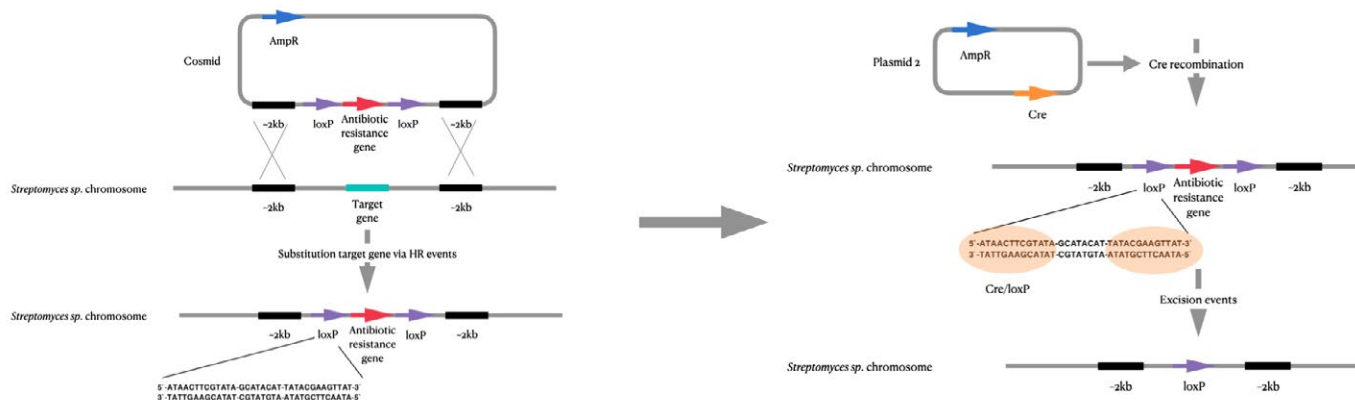 AmpR
Cosmid
~2kb
loxP
Antibiotic
resistance
gene
loxP
~2kb
Streptomyces sp. chromosome
~2kb
Target
gene
~2kb
Substitution target gene via HR events
Streptomyces sp. chromosome
~2kb
loxP
Antibiotic
resistance
gene
loxP
~2kb
5`-ATAACTTCGTATA-GCATACAT-TATACGAAGTTAT-3`
3`-TATTGAAGCATAT-CGTATGTA-ATATGCTTCAATA-5`
Plasmid 2
AmpR
Cre
Cre recombination
Streptomyces sp. chromosome
~2kb
loxP
Antibiotic
resistance
gene
loxP
~2kb
5`-ATAACTTCGTATA-GCATACAT-TATACGAAGTTAT-3`
3`-TATTGAAGCATAT-CGTATGTA-ATATGCTTCAATA-5`
Cre/loxP
Excision events
Streptomyces sp. chromosome
~2kb
loxP
~2kb